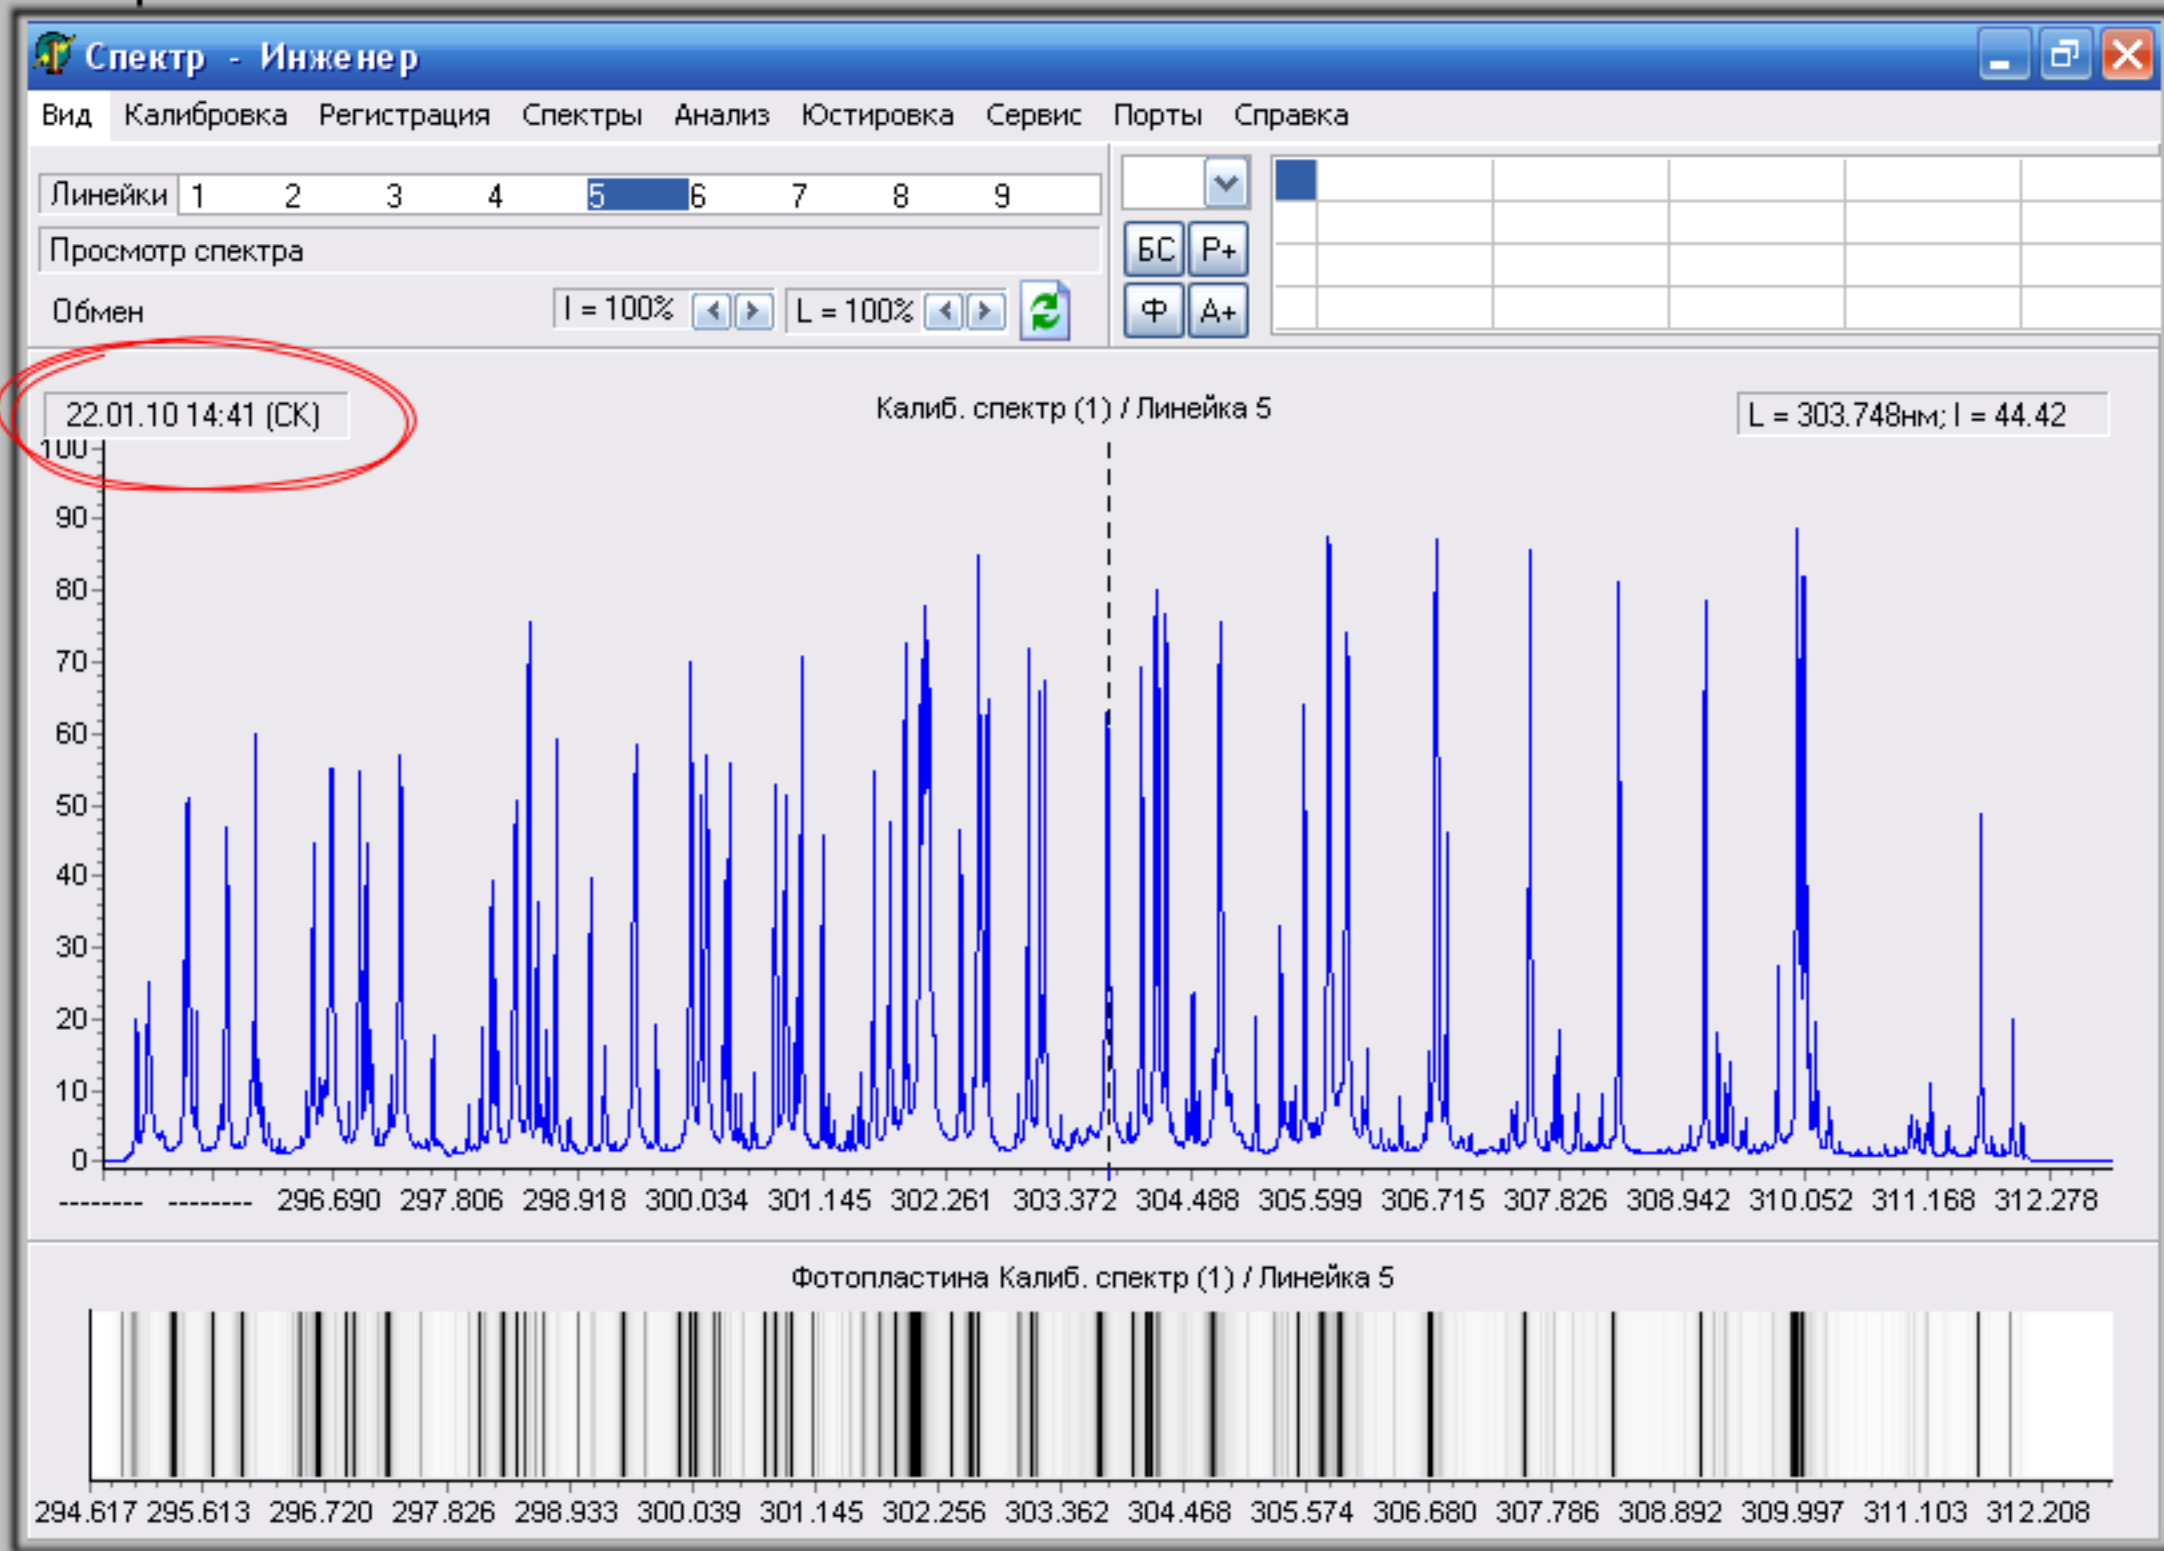 Спектр - Инженер
Вид Калибровка Регистрация Спектры Анализ Юстировка Сервис Порты Справка
Линейки 1 2 3 4 5 6 7 8 9
Просмотр спектра
БС Р+
Обмен I = 100% L = 100%
Ф А+
22.01.10 14:41 (СК)
Калиб. спектр (1) / Линейка 5
L = 303.748нм; I = 44.42
100
90
80
70
60
50
40
30
20
10
0
-------- -------- 296.690 297.806 298.918 300.034 301.145 302.261 303.372 304.488 305.599 306.715 307.826 308.942 310.052 311.168 312.278
Фотопластина Калиб. спектр (1) / Линейка 5
294.617 295.613 296.720 297.826 298.933 300.039 301.145 302.256 303.362 304.468 305.574 306.680 307.786 308.892 309.997 311.103 312.208